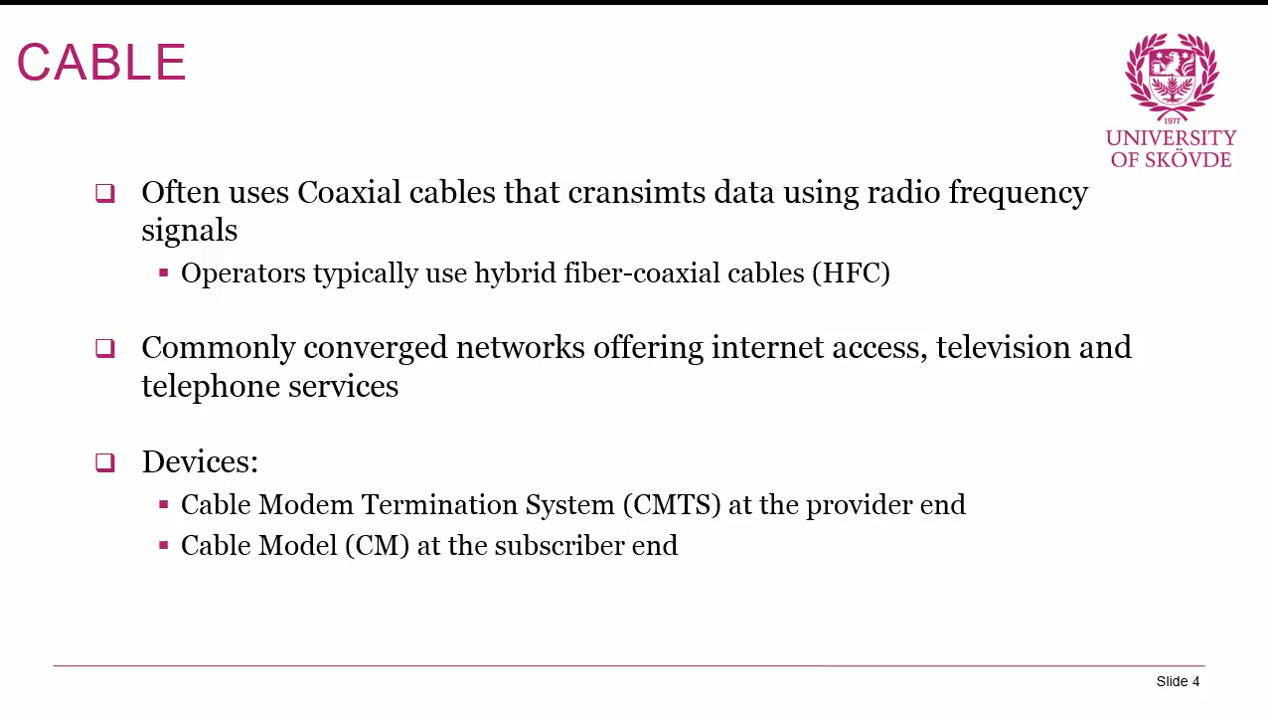 CABLE
1977
UNIVERSITY
OF SKÖVDE
Often uses Coaxial cables that cransimts data using radio frequency
signals
Operators typically use hybrid fiber-coaxial cables (HFC)
Commonly converged networks offering internet access, television and
telephone services
Devices:
Cable Modem Termination System (CMTS) at the provider end
Cable Model (CM) at the subscriber end
Slide 4